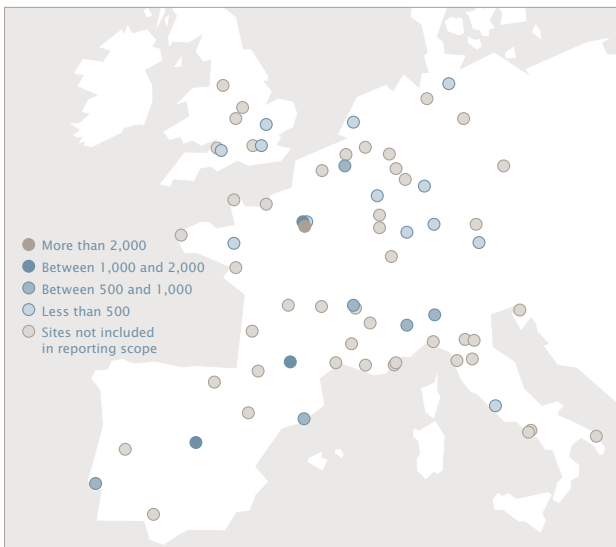 More than 2,000
Between 1,000 and 2,000
Between 500 and 1,000
Less than 500
Sites not included
in reporting scope